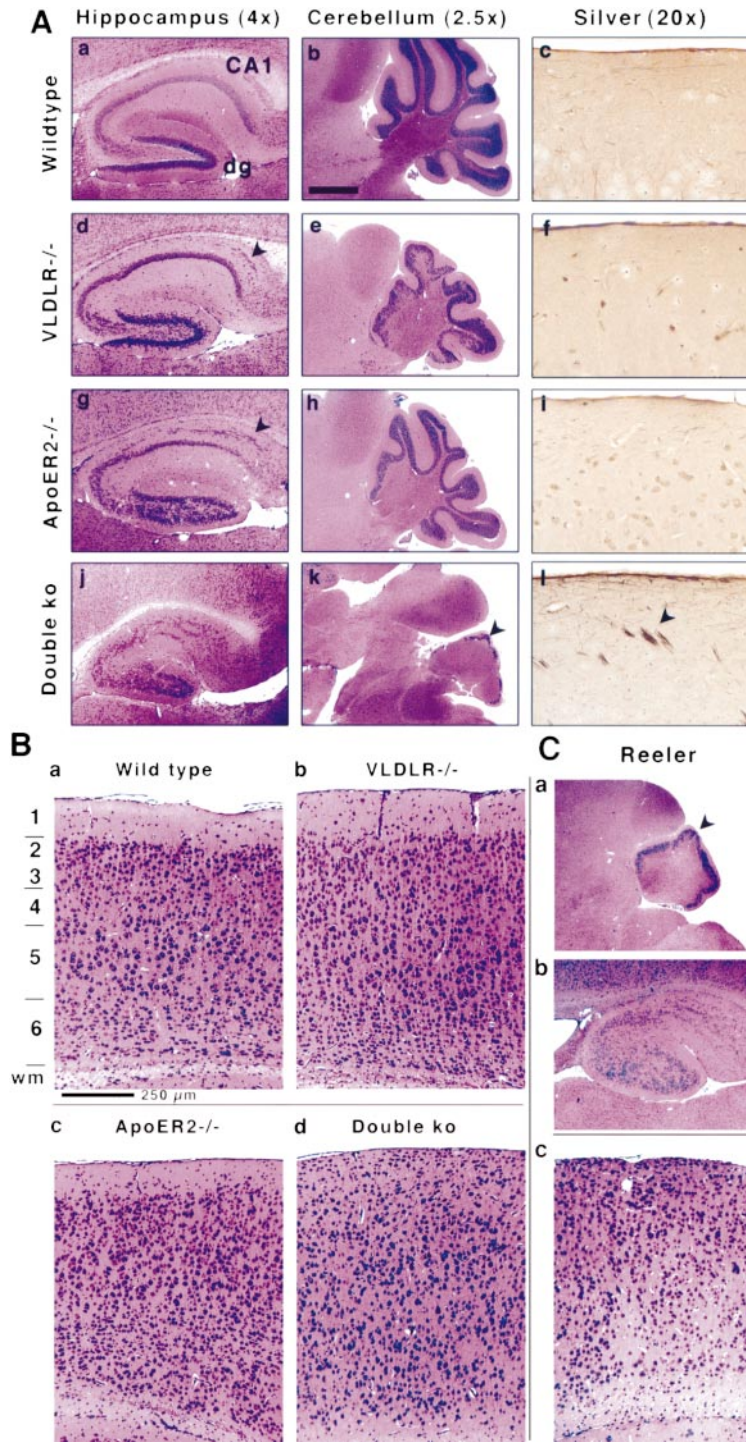 A
Hippocampus (4x) Cerebellum (2.5x) Silver (20x)
Wildtype
a
CA1
dg
b
c
VLDLR-/-
d
e
f
ApoER2-/-
g
h
i
Double ko
j
k
l
B
a Wild type
b VLDLR-/-
1
2
3
4
5
6
wm
250 µm
c ApoER2-/-
d Double ko
C
Reeler
a
b
c